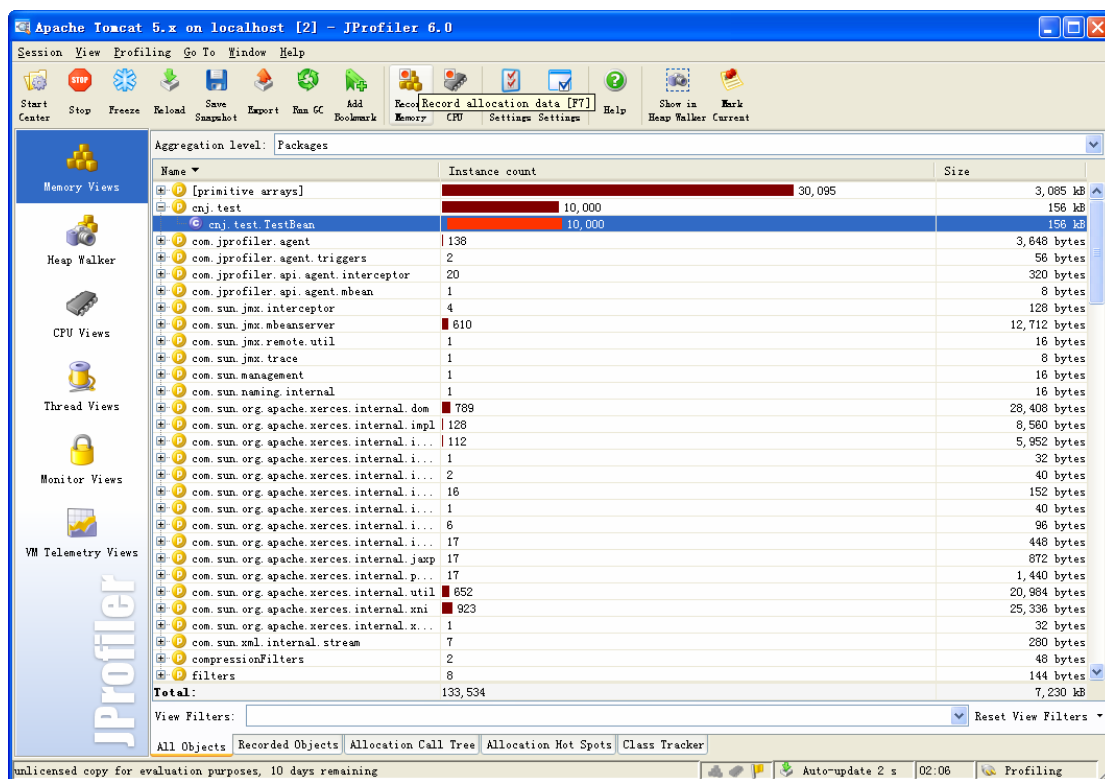 Apache Tomcat 5.x on localhost [2] - JProfiler 6.0
Session View Profiling Go To Window Help
Start Center
STOP
Stop
Freeze
Reload
Save Snapshot
Export
Run GC
Add Bookmark
Recor
Memory
Record allocation data [F7]
CPU
Settings
Settings
Help
Show in Heap Walker
Mark Current
Memory Views
Heap Walker
CPU Views
Thread Views
Monitor Views
VM Telemetry Views
JProfiler
Aggregation level: Packages
Name Instance count Size
[primitive arrays] 30,095 3,085 kB
cnj.test 10,000 156 kB
cnj.test.TestBean 10,000 156 kB
com.jprofiler.agent 138 3,648 bytes
com.jprofiler.agent.triggers 2 56 bytes
com.jprofiler.api.agent.interceptor 20 320 bytes
com.jprofiler.api.agent.mbean 1 8 bytes
com.sun.jmx.interceptor 4 128 bytes
com.sun.jmx.mbeanserver 610 12,712 bytes
com.sun.jmx.remote.util 1 16 bytes
com.sun.jmx.trace 1 8 bytes
com.sun.management 1 16 bytes
com.sun.naming.internal 1 16 bytes
com.sun.org.apache.xerces.internal.dom 789 28,408 bytes
com.sun.org.apache.xerces.internal.impl 128 8,560 bytes
com.sun.org.apache.xerces.internal.i... 112 5,952 bytes
com.sun.org.apache.xerces.internal.i... 1 32 bytes
com.sun.org.apache.xerces.internal.i... 2 40 bytes
com.sun.org.apache.xerces.internal.i... 16 152 bytes
com.sun.org.apache.xerces.internal.i... 1 40 bytes
com.sun.org.apache.xerces.internal.i... 6 96 bytes
com.sun.org.apache.xerces.internal.i... 17 448 bytes
com.sun.org.apache.xerces.internal.jaxp 17 872 bytes
com.sun.org.apache.xerces.internal.p... 17 1,440 bytes
com.sun.org.apache.xerces.internal.util 652 20,984 bytes
com.sun.org.apache.xerces.internal.xni 923 25,336 bytes
com.sun.org.apache.xerces.internal.x... 1 32 bytes
com.sun.xml.internal.stream 7 280 bytes
compressionFilters 2 48 bytes
filters 8 144 bytes
Total: 133,534 7,230 kB
View Filters: Reset View Filters
All Objects Recorded Objects Allocation Call Tree Allocation Hot Spots Class Tracker
unlicensed copy for evaluation purposes, 10 days remaining Auto-update 2 s 02:06 Profiling